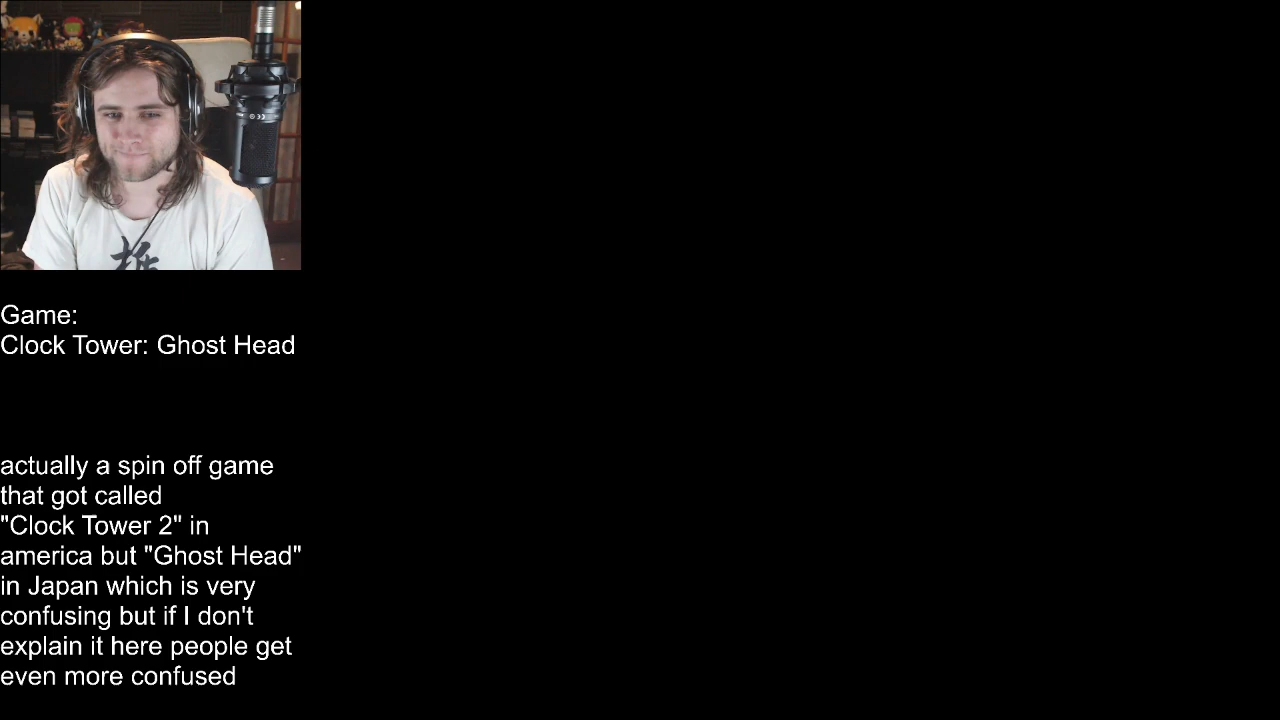 Game:
Clock Tower: Ghost Head
actually a spin off game
that got called
"Clock Tower 2" in
america but "Ghost Head"
in Japan which is very
confusing but if I don't
explain it here people get
even more confused